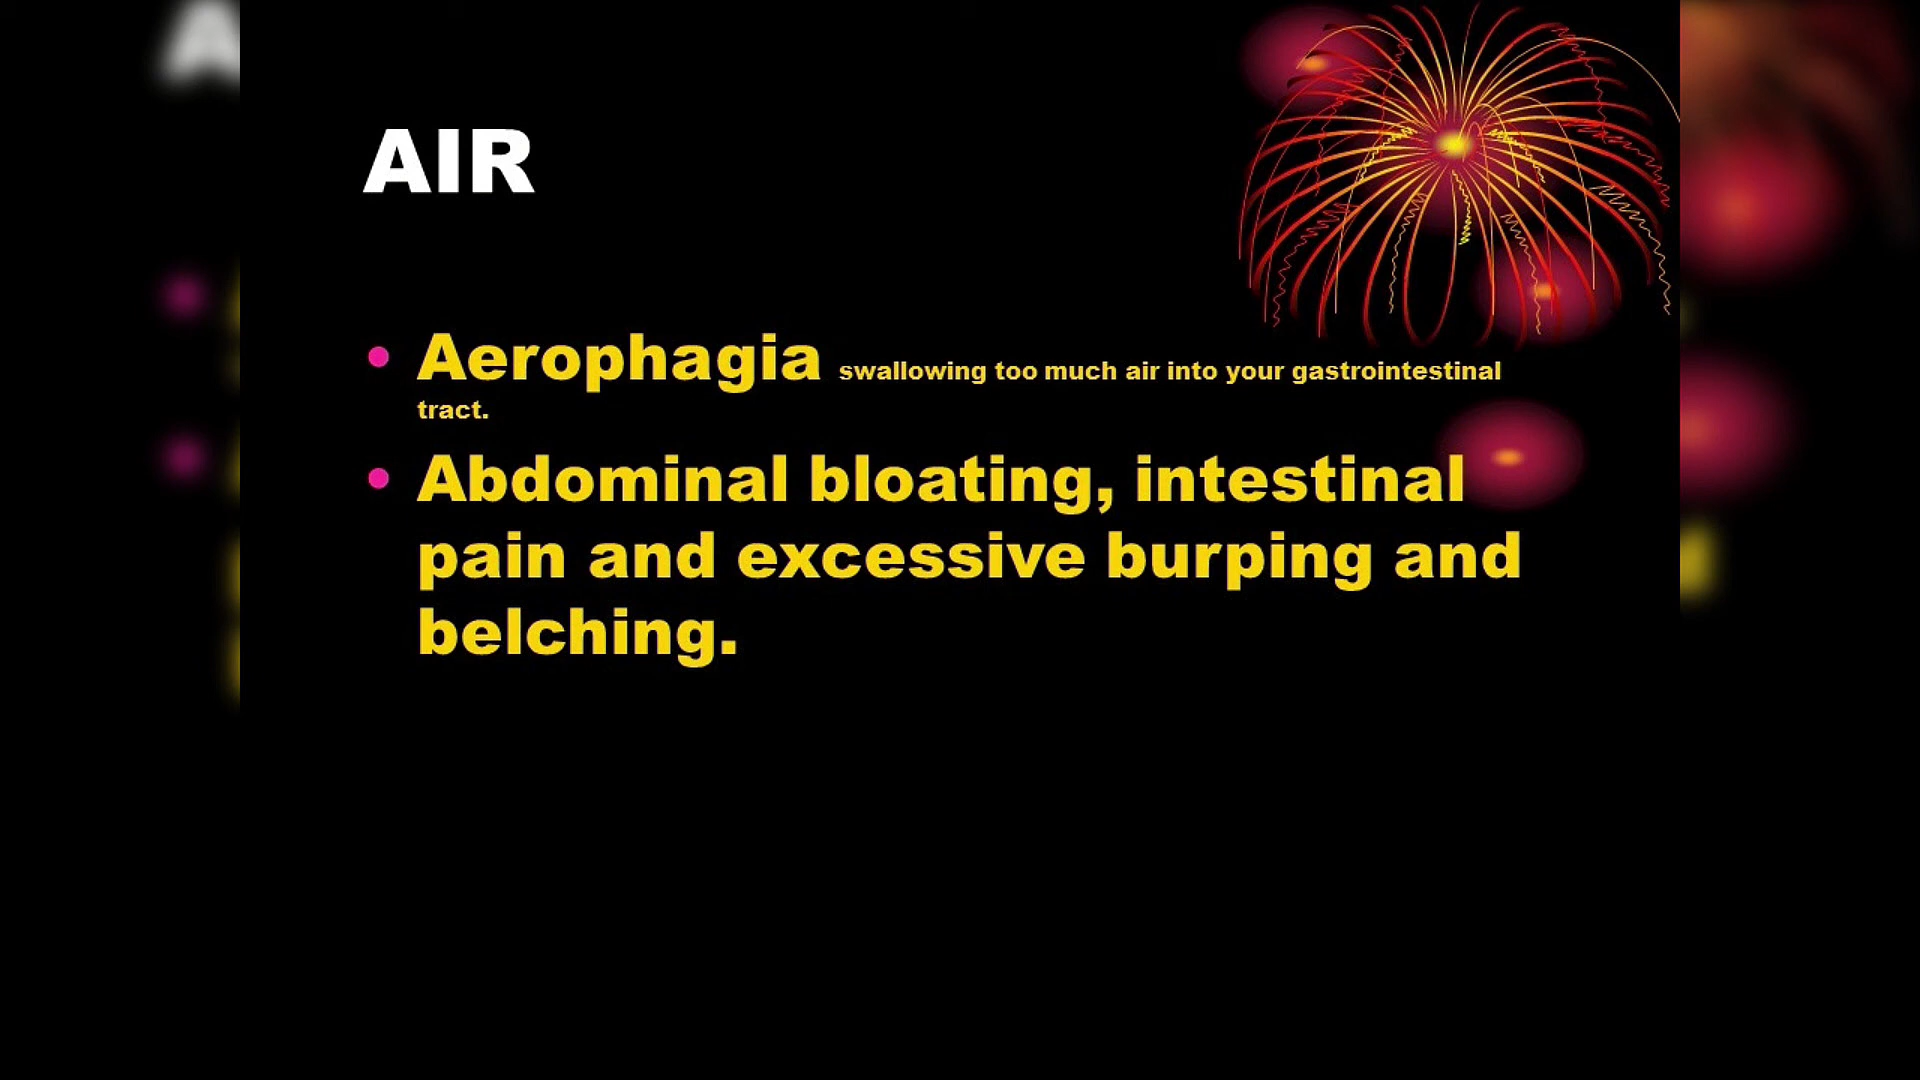 AIR
• Aerophagia swallowing too much air into your gastrointestinal
tract.
• Abdominal bloating, intestinal
pain and excessive burping and
belching.